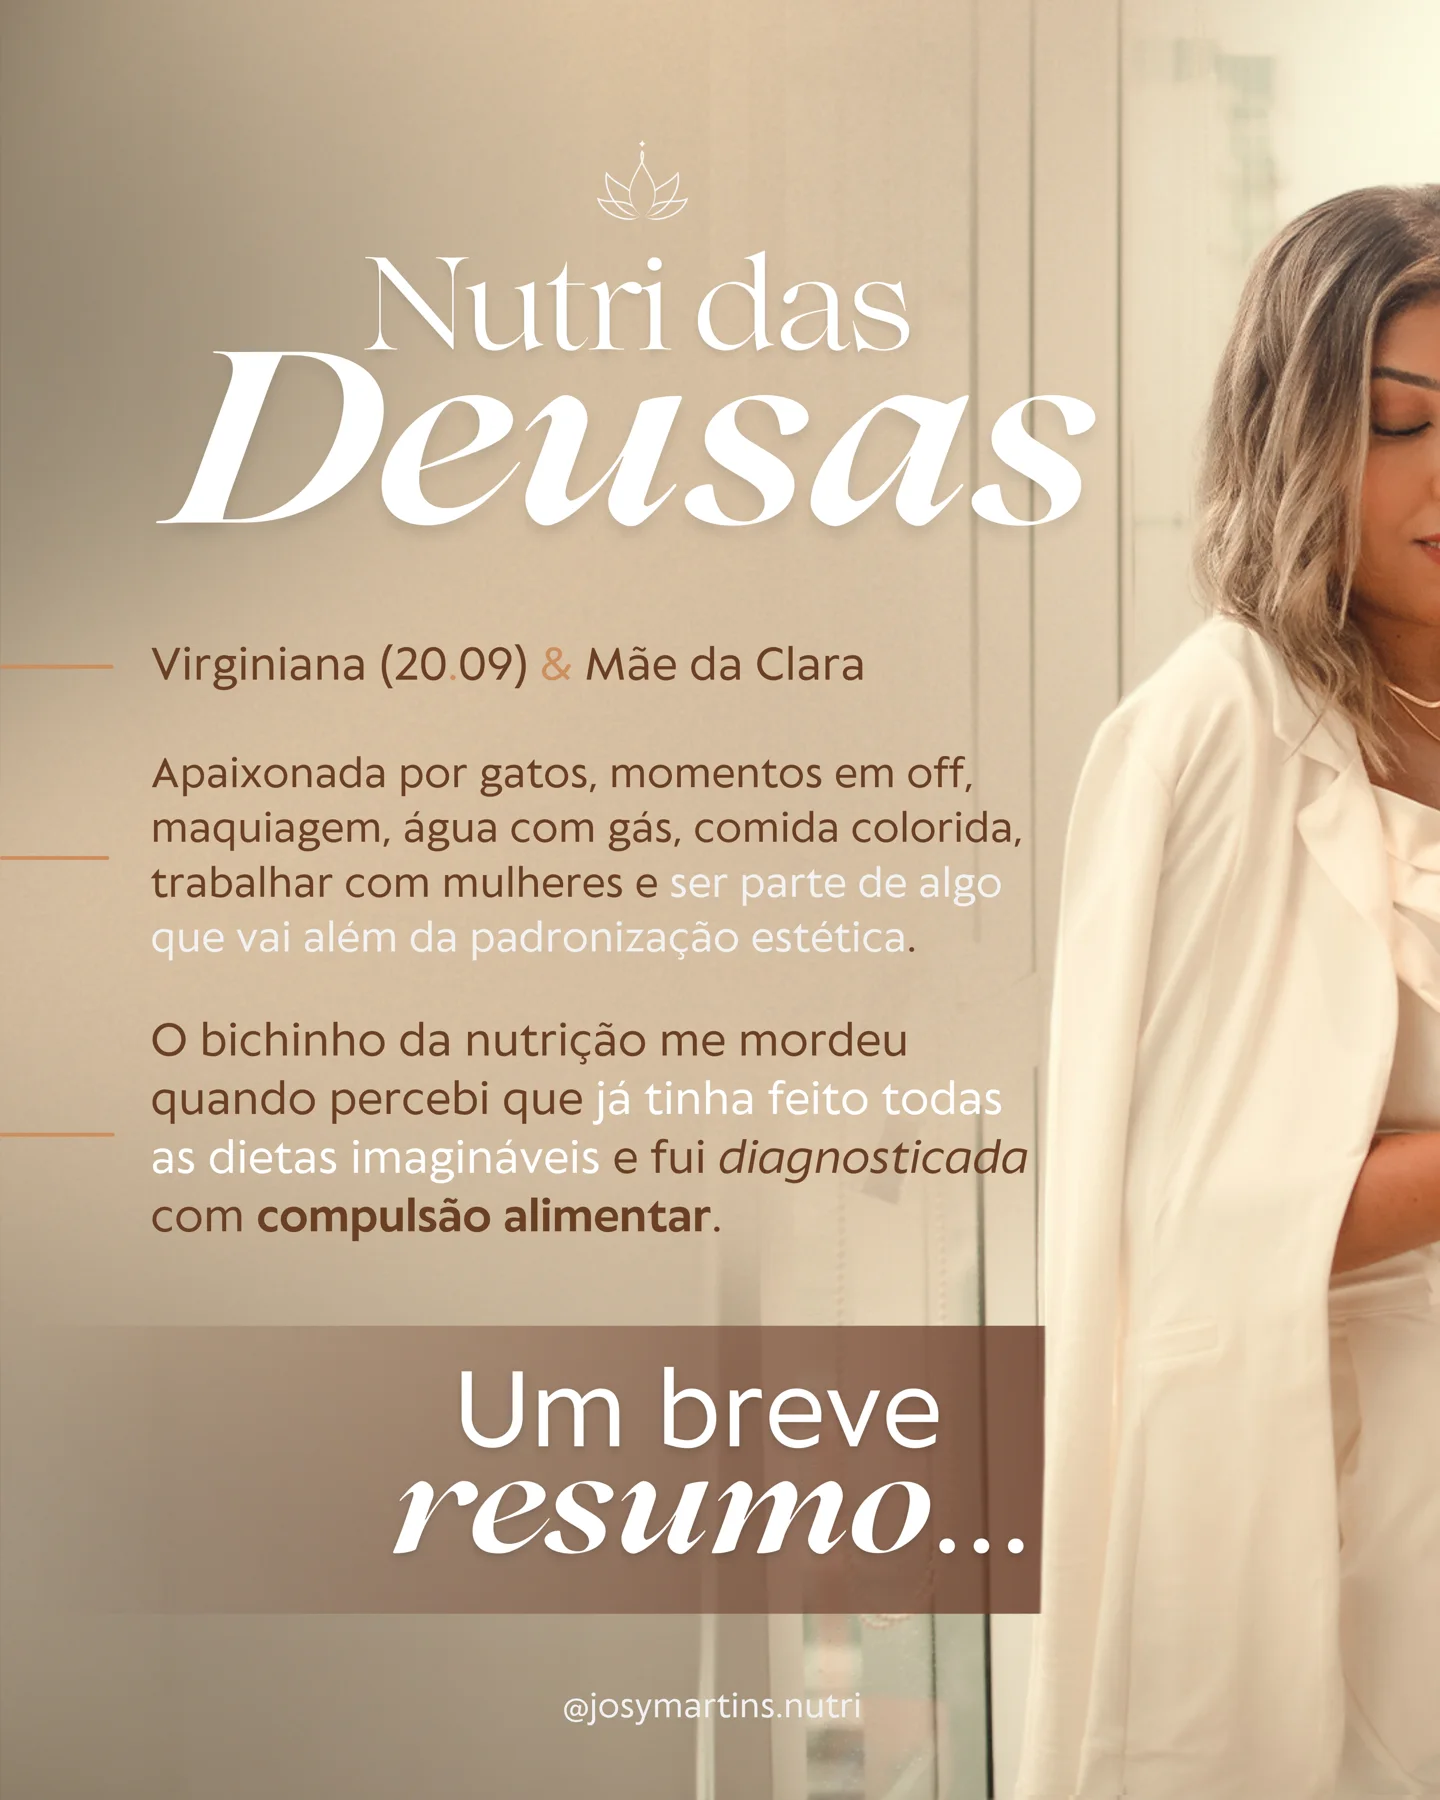 Nutri das
Deusas
Virginiana (20.09) & Mãe da Clara
Apaixonada por gatos, momentos em off,
maquiagem, água com gás, comida colorida,
trabalhar com mulheres e ser parte de algo
que vai além da padronização estética.
O bichinho da nutrição me mordeu
quando percebi que já tinha feito todas
as dietas imagináveis e fui diagnosticada
com compulsão alimentar.
Um breve
resumo...
@josymartins.nutri